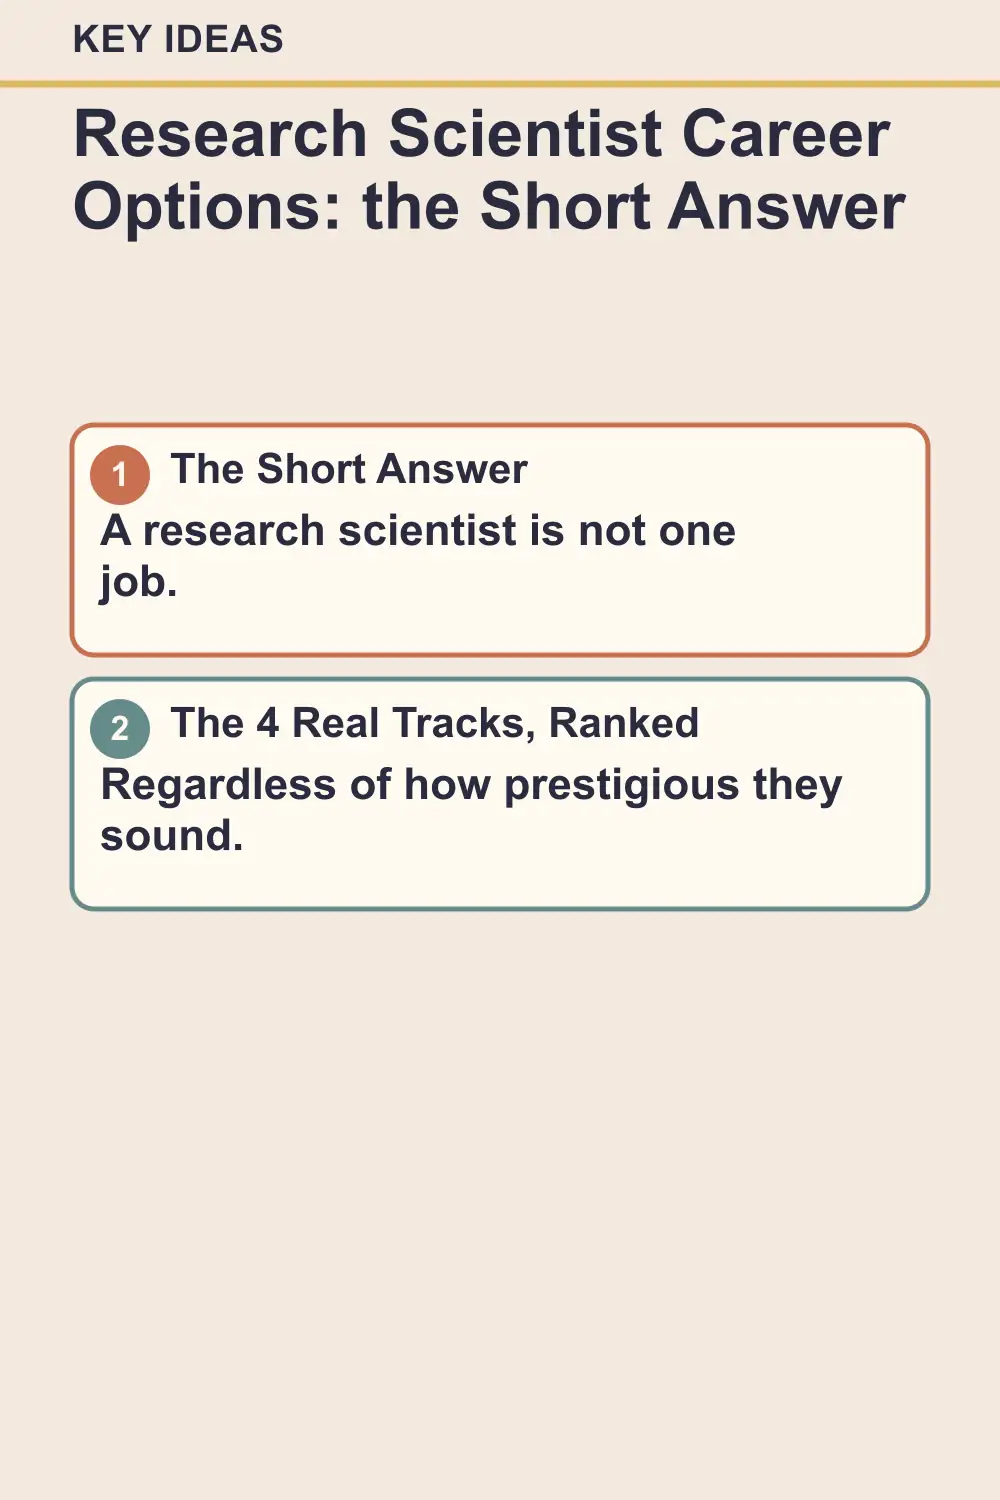 KEY IDEAS
Research Scientist Career
Options: the Short Answer
1 The Short Answer
A research scientist is not one
job.
2 The 4 Real Tracks, Ranked
Regardless of how prestigious they
sound.